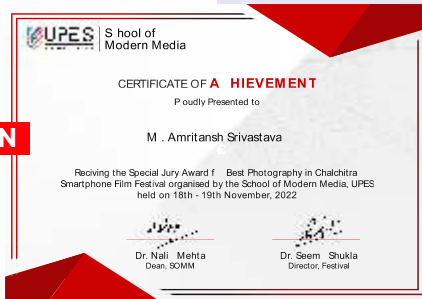 UPES
S hool of
Modern Media
CERTIFICATE OF A HIEVEMENT
P oudly Presented to
M . Amritansh Srivastava
Reciving the Special Jury Award f Best Photography in Chalchitra
Smartphone Film Festival organised by the School of Modern Media, UPES
held on 18th - 19th November, 2022
Dr. Nali Mehta
Dr. Seem Shukla
Dean, SOMM
Director, Festival
N